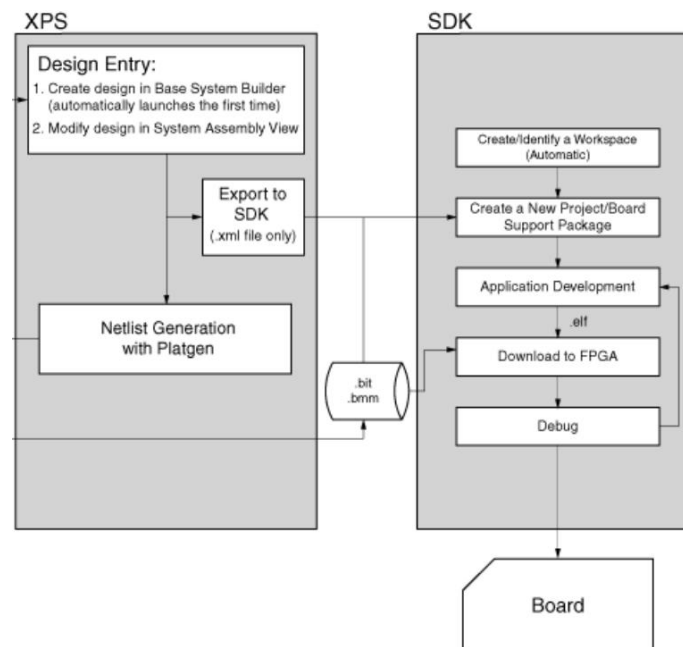 XPS
Design Entry:
1. Create design in Base System Builder
(automatically launches the first time)
2. Modify design in System Assembly View
Export to
SDK
(.xml file only)
Netlist Generation
with Platgen
.bit
.bmm
SDK
Create/Identify a Workspace
(Automatic)
Create a New Project/Board
Support Package
Application Development
.elf
Download to FPGA
Debug
Board